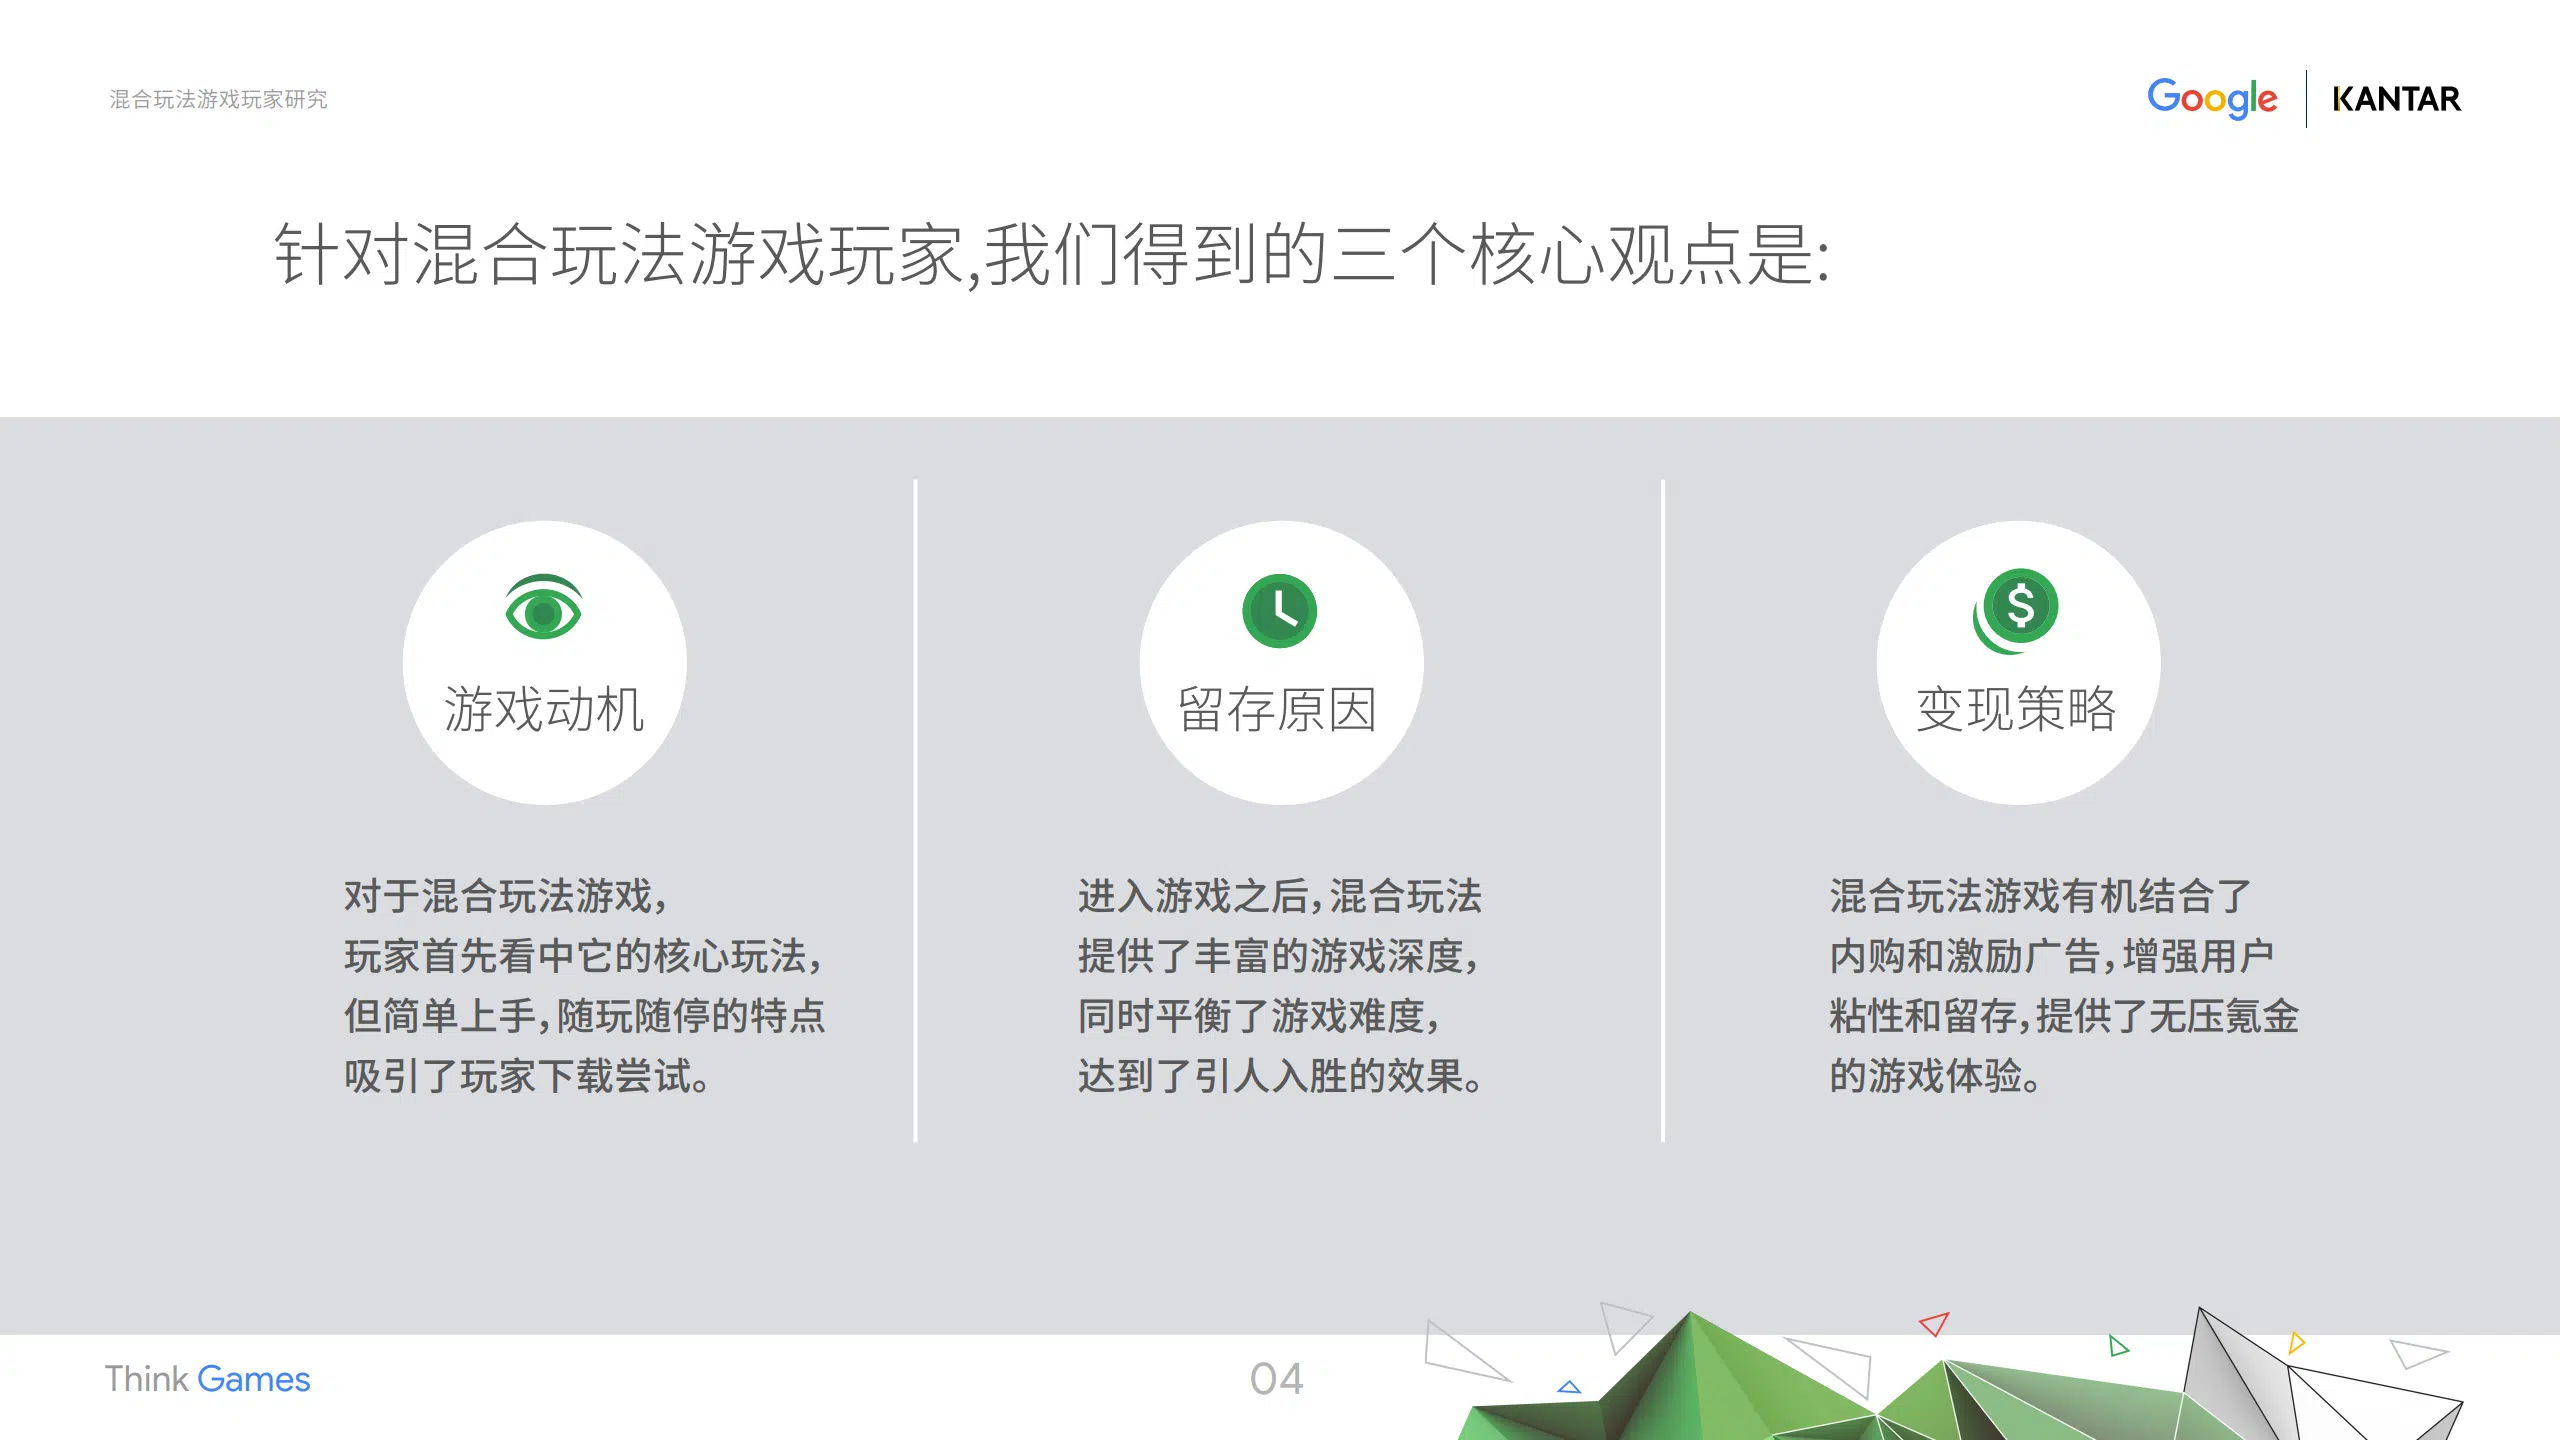 混合玩法游戏玩家研究
Google KANTAR
针对混合玩法游戏玩家,我们得到的三个核心观点是:
游戏动机
对于混合玩法游戏，
玩家首先看中它的核心玩法，
但简单上手，随玩随停的特点
吸引了玩家下载尝试。
留存原因
进入游戏之后，混合玩法
提供了丰富的游戏深度，
同时平衡了游戏难度，
达到了引人入胜的效果。
变现策略
混合玩法游戏有机结合了
内购和激励广告，增强用户
粘性和留存，提供了无压氪金
的游戏体验。
Think Games
04